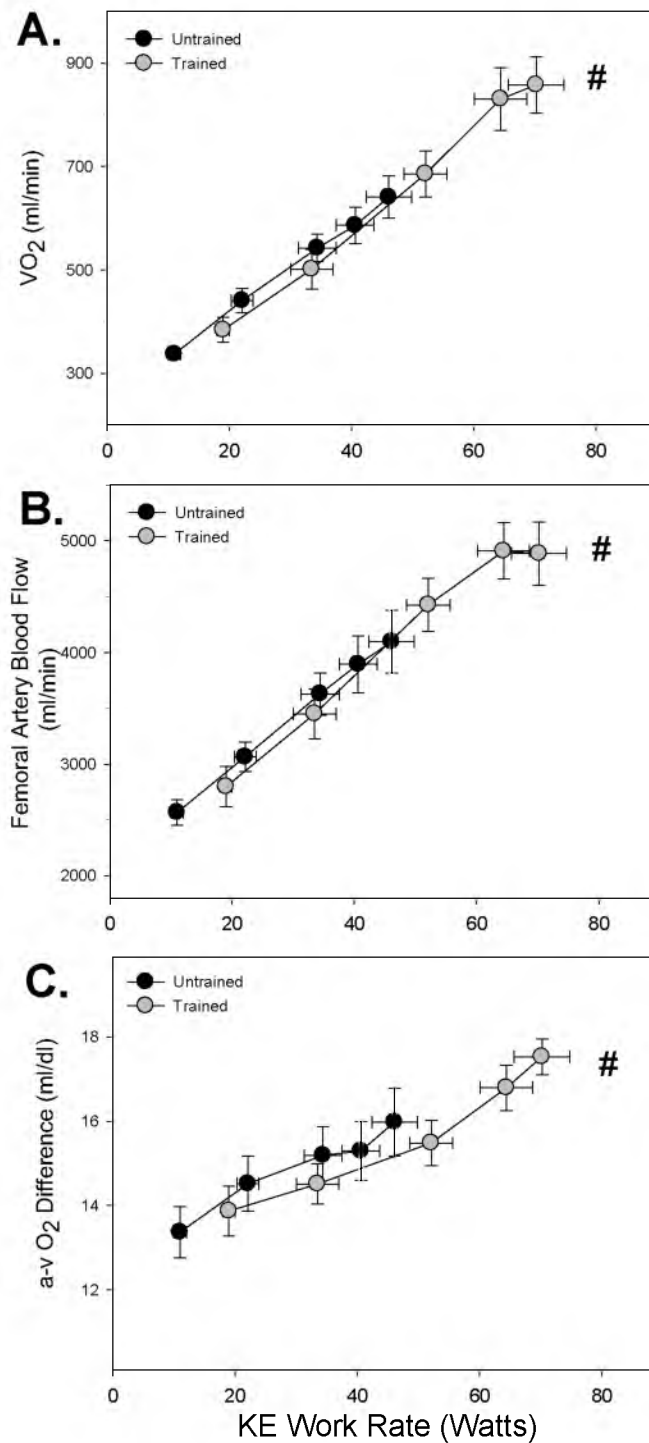 A.
Untrained
Trained
900
700
500
300
VO2 (ml/min)
0 20 40 60 80
#
B.
Untrained
Trained
5000
4000
3000
2000
Femoral Artery Blood Flow
(ml/min)
0 20 40 60 80
#
C.
Untrained
Trained
18
16
14
12
a-v O2 Difference (ml/dl)
0 20 40 60 80
#
KE Work Rate (Watts)